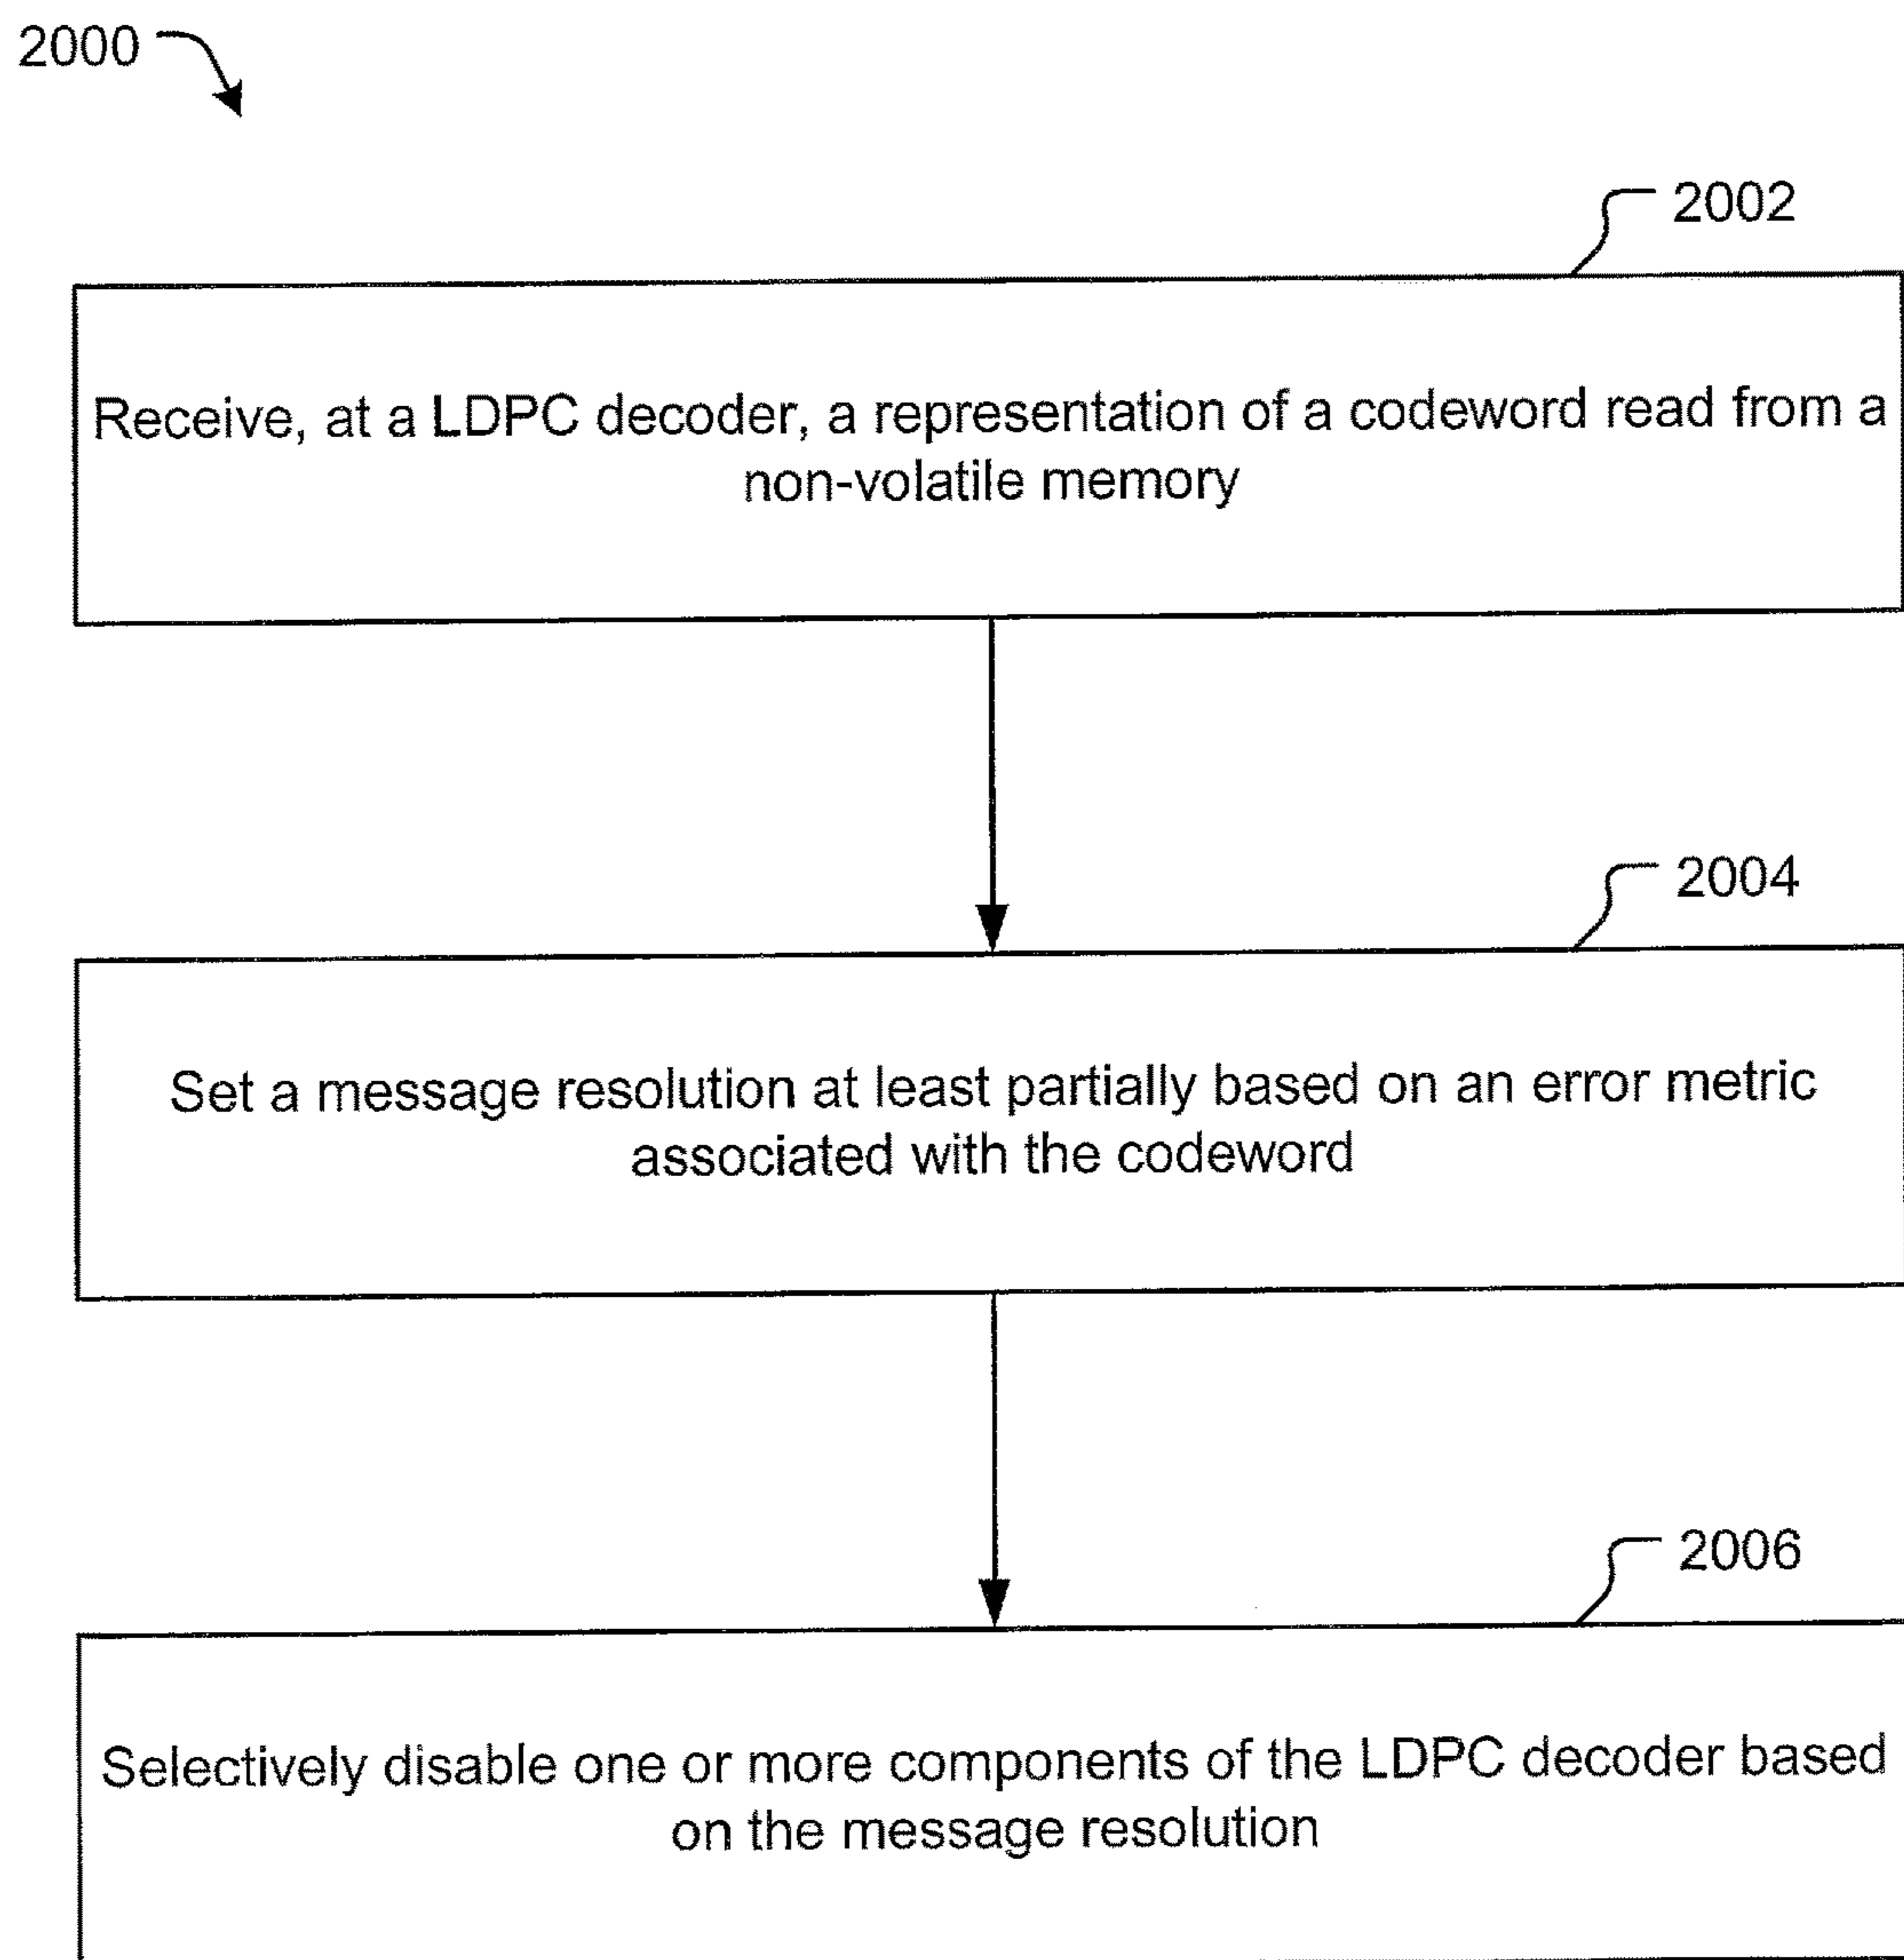 2000
2002
Receive, at a LDPC decoder, a representation of a codeword read from a
non-volatile memory
2004
Set a message resolution at least partially based on an error metric
associated with the codeword
2006
Selectively disable one or more components of the LDPC decoder based
on the message resolution